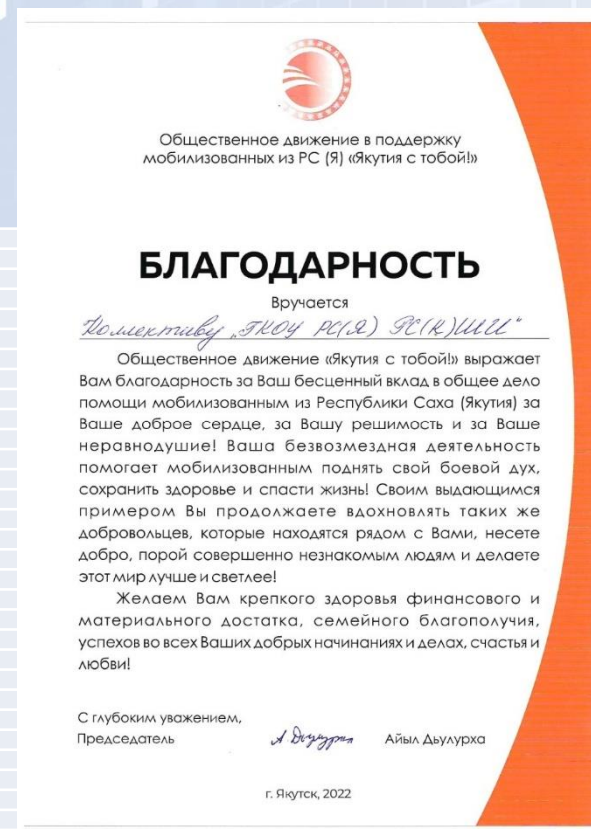 Общественное движение в поддержку
мобилизованных из РС (Я) «Якутия с тобой!»
БЛАГОДАРНОСТЬ
Вручается
Коллективу „ГКОУ РС(Я) РС(К)ШИ"
Общественное движение «Якутия с тобой!» выражает
Вам благодарность за Ваш бесценный вклад в общее дело
помощи мобилизованным из Республики Саха (Якутия) за
Ваше доброе сердце, за Вашу решимость и за Ваше
неравнодушие! Ваша безвозмездная деятельность
помогает мобилизованным поднять свой боевой дух,
сохранить здоровье и спасти жизнь! Своим выдающимся
примером Вы продолжаете вдохновлять таких же
добровольцев, которые находятся рядом с Вами, несете
добро, порой совершенно незнакомым людям и делаете
этот мир лучше и светлее!
Желаем Вам крепкого здоровья финансового и
материального достатка, семейного благополучия,
успехов во всех Ваших добрых начинаниях и делах, счастья и
любви!
С глубоким уважением,
Председатель Айыл Дьулурха
г. Якутск, 2022